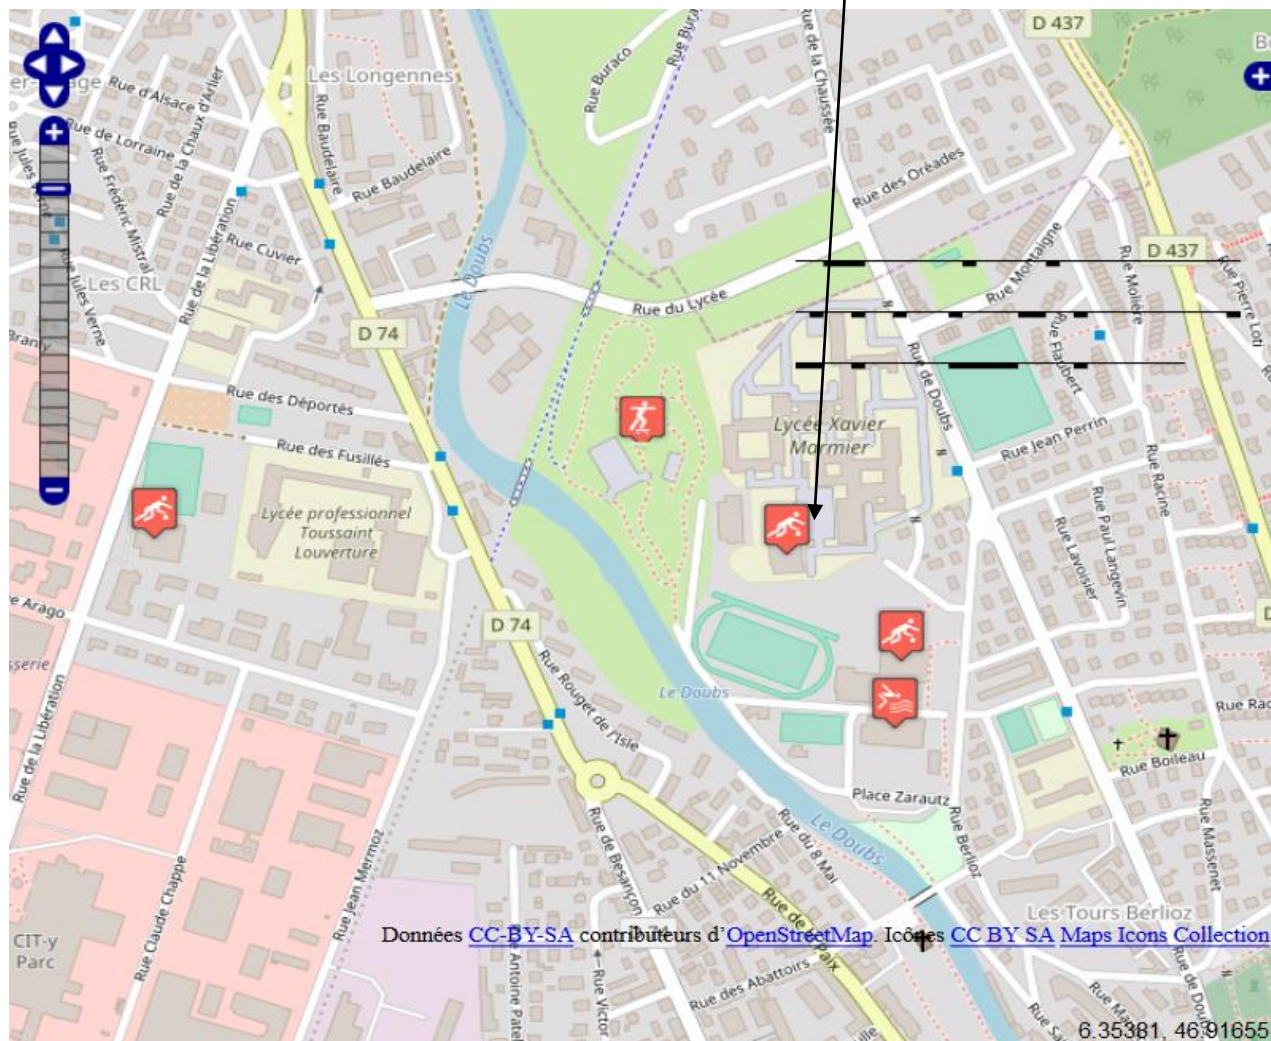 D 437
Rue Buraco
Rue de la Chaussée
Les Longennes
Rue d'Alsace
Rue de la Chaux d'Arlier
Rue de Lorraine
Rue Baudelaire
Rue Baudelaire
Rue Frédéric Mistral
Rue des Oréades
Rue de la Libération
Rue Cuvier
Le Doubs
Rue Montaigne
Rue Molière
D 437
Rue Pierre Loti
Les CRL
Rue Jules Verne
Rue du Lycée
D 74
Rue Flaubert
Rue de Doubs
Rue des Déportés
Lycée Xavier
Marmier
Rue Jean Perrin
Rue des Fusillés
Rue Racine
Lycée professionnel
Toussaint
Louverture
Rue Paul Langevin
Rue Lavoisier
Arago
D 74
Rue Rouget de l'Isle
Le Doubs
Rue de la Libération
Rue Boileau
Place Zarautz
Rue Berlioz
Rue Massenet
Le Doubs
Rue du 8 Mai
Rue du 11 Novembre
Rue de Besançon
Rue Jean Mermoz
Rue Claude Chappe
Rue de la Paix
Les Tours Berlioz
CIT-y
Parc
Données CC-BY-SA contributeurs d'OpenStreetMap. Icônes CC BY SA Maps Icons Collection
Rue des Abattoirs
Rue Victor
6.35381, 46.91655